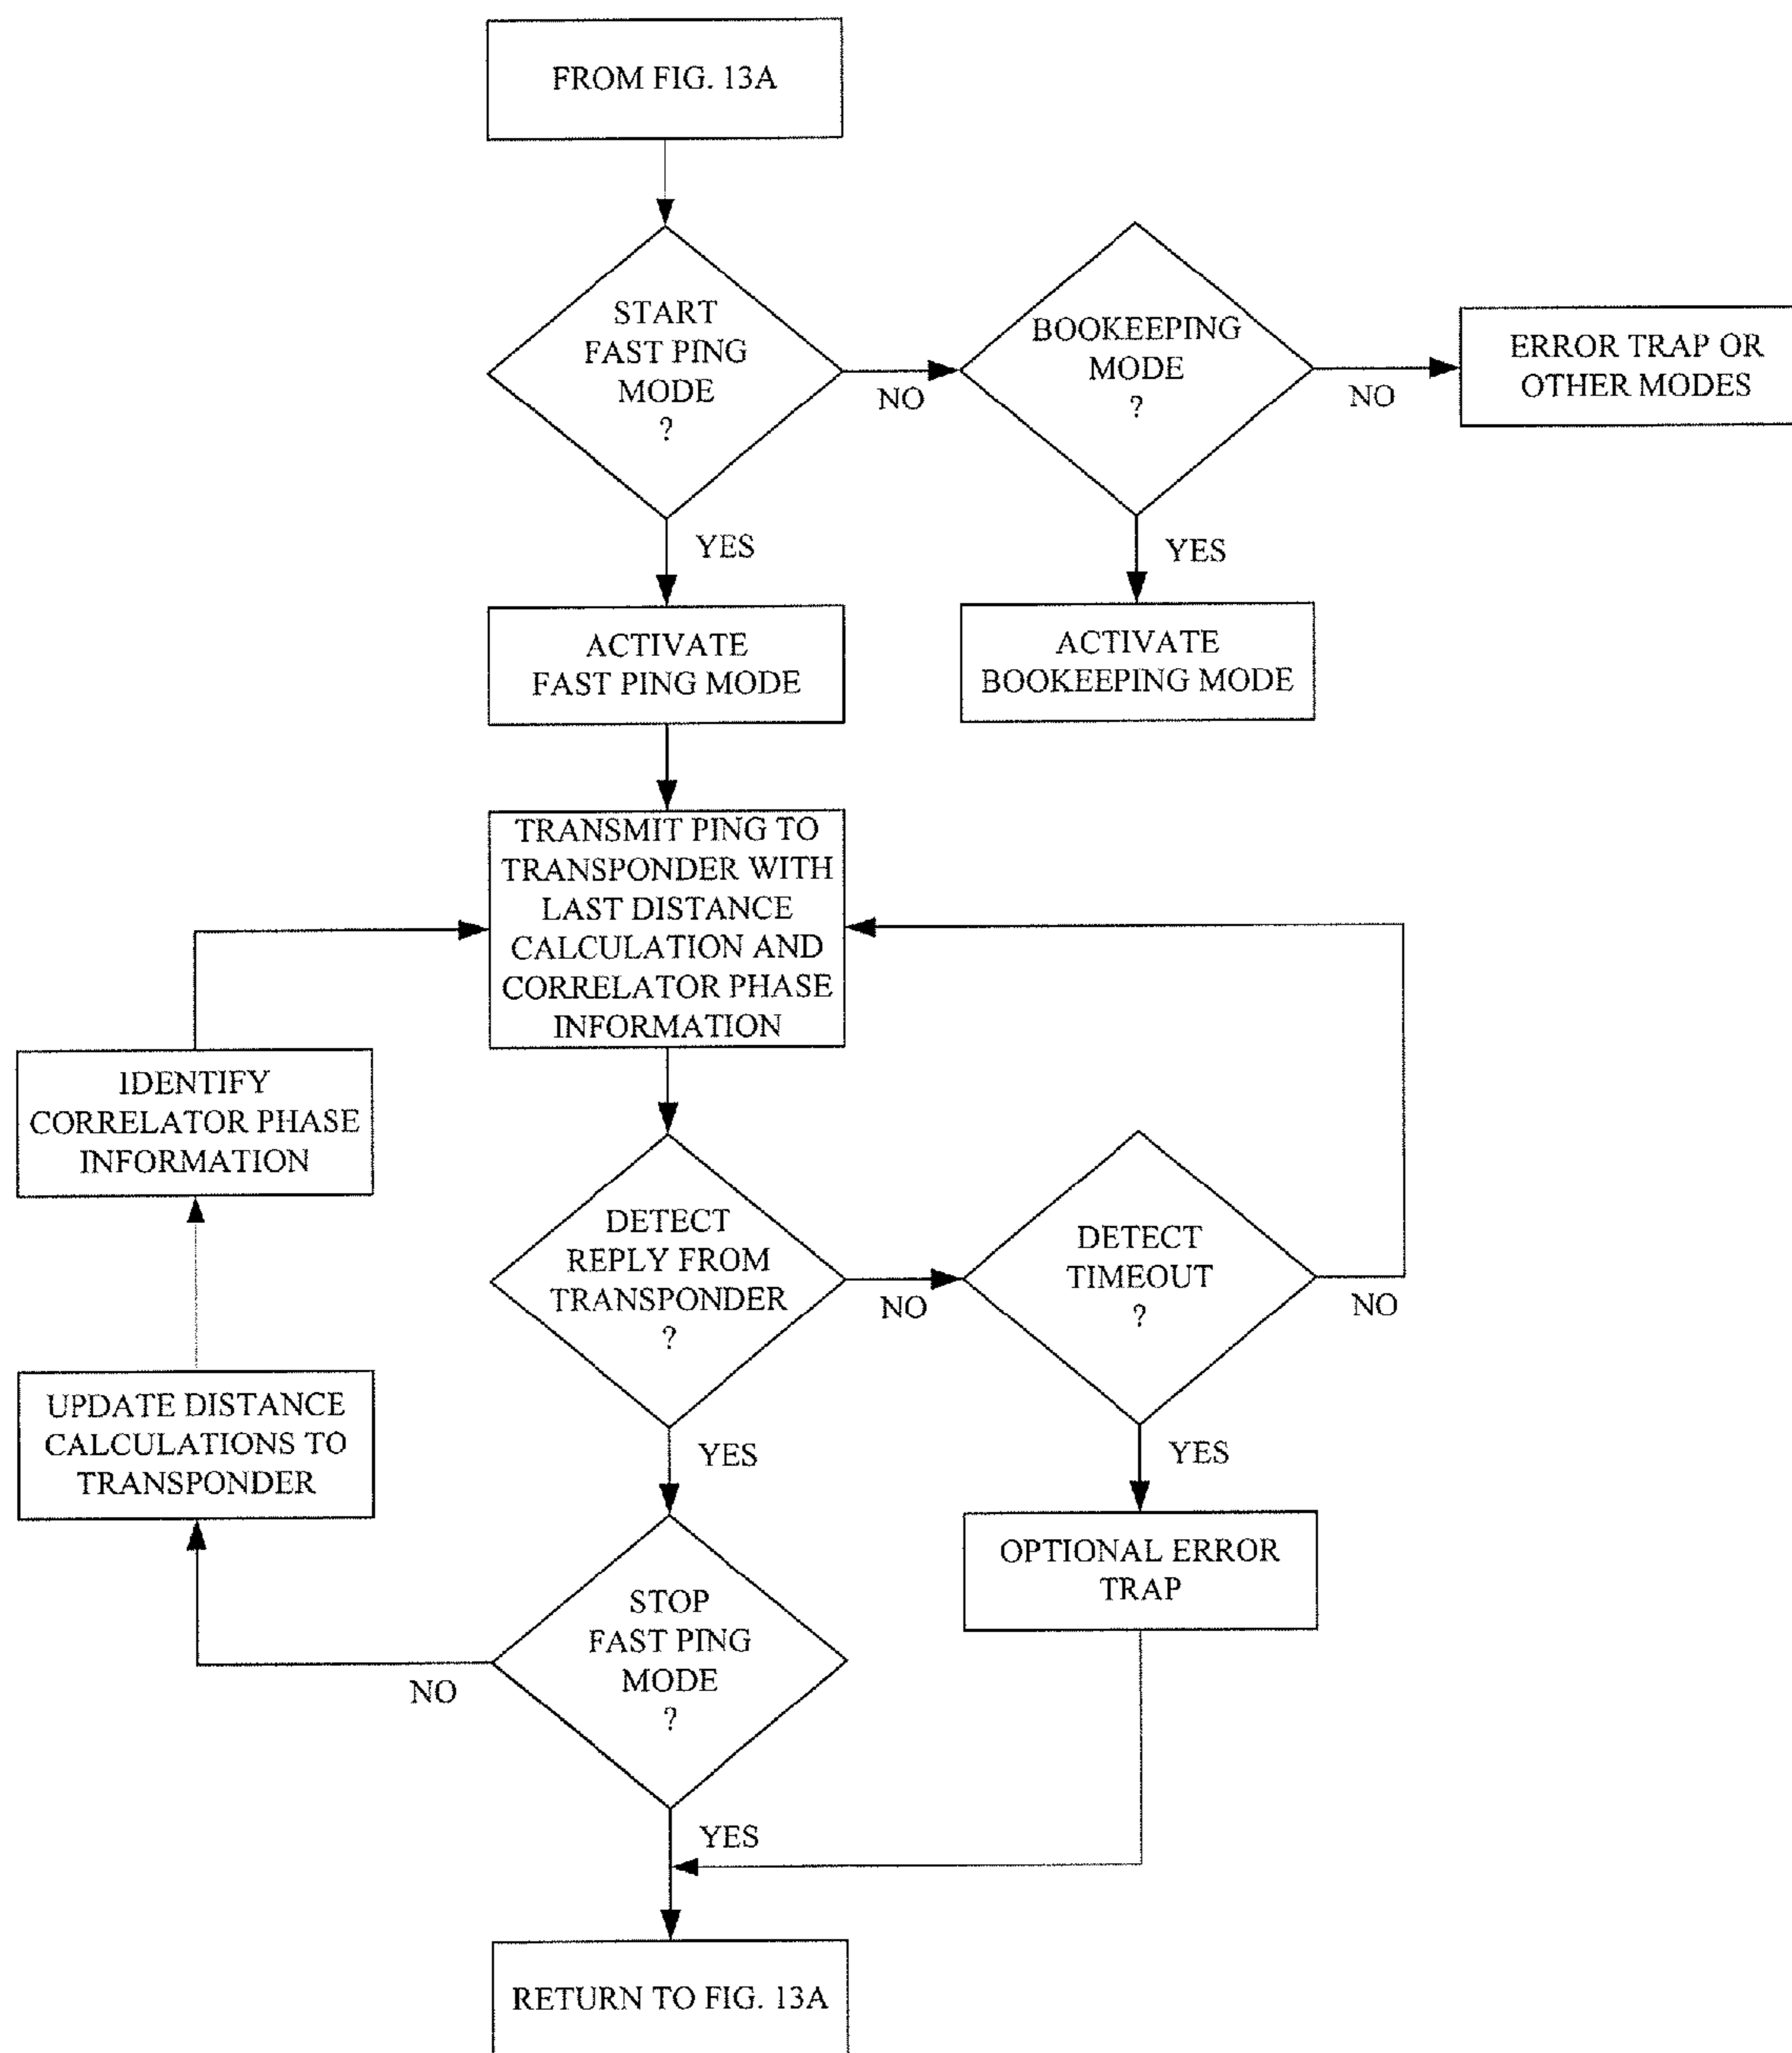 FROM FIG. 13A
START
FAST PING
MODE
?
NO
BOOKEEPING
MODE
?
NO
ERROR TRAP OR
OTHER MODES
YES
YES
ACTIVATE
FAST PING MODE
ACTIVATE
BOOKEEPING MODE
TRANSMIT PING TO
TRANSPONDER WITH
LAST DISTANCE
CALCULATION AND
CORRELATOR PHASE
INFORMATION
IDENTIFY
CORRELATOR PHASE
INFORMATION
DETECT
REPLY FROM
TRANSPONDER
?
NO
DETECT
TIMEOUT
?
NO
UPDATE DISTANCE
CALCULATIONS TO
TRANSPONDER
YES
YES
OPTIONAL ERROR
TRAP
STOP
FAST PING
MODE
?
NO
YES
RETURN TO FIG. 13A